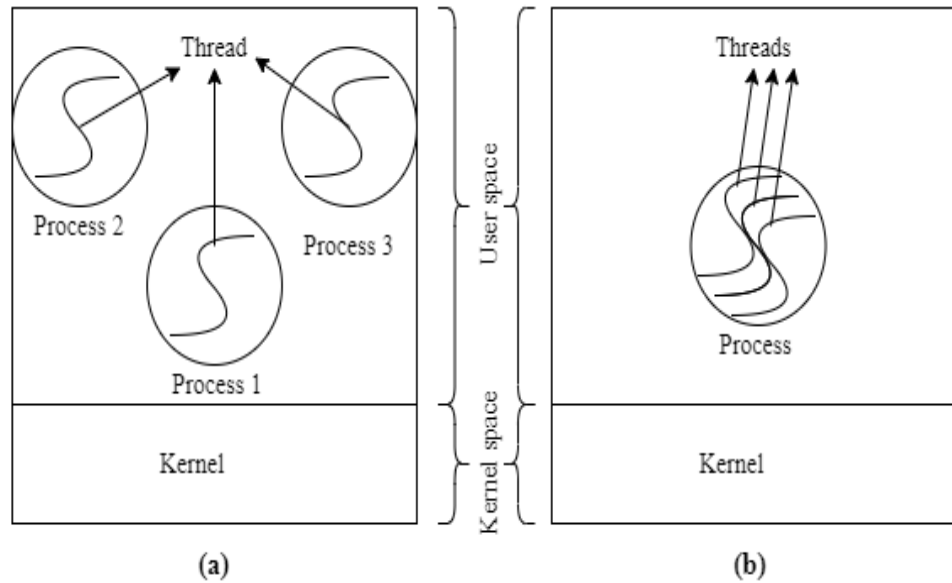 Thread
Process 2
Process 3
Process 1
Kernel
(a)
User space
Kernel space
Threads
Process
Kernel
(b)